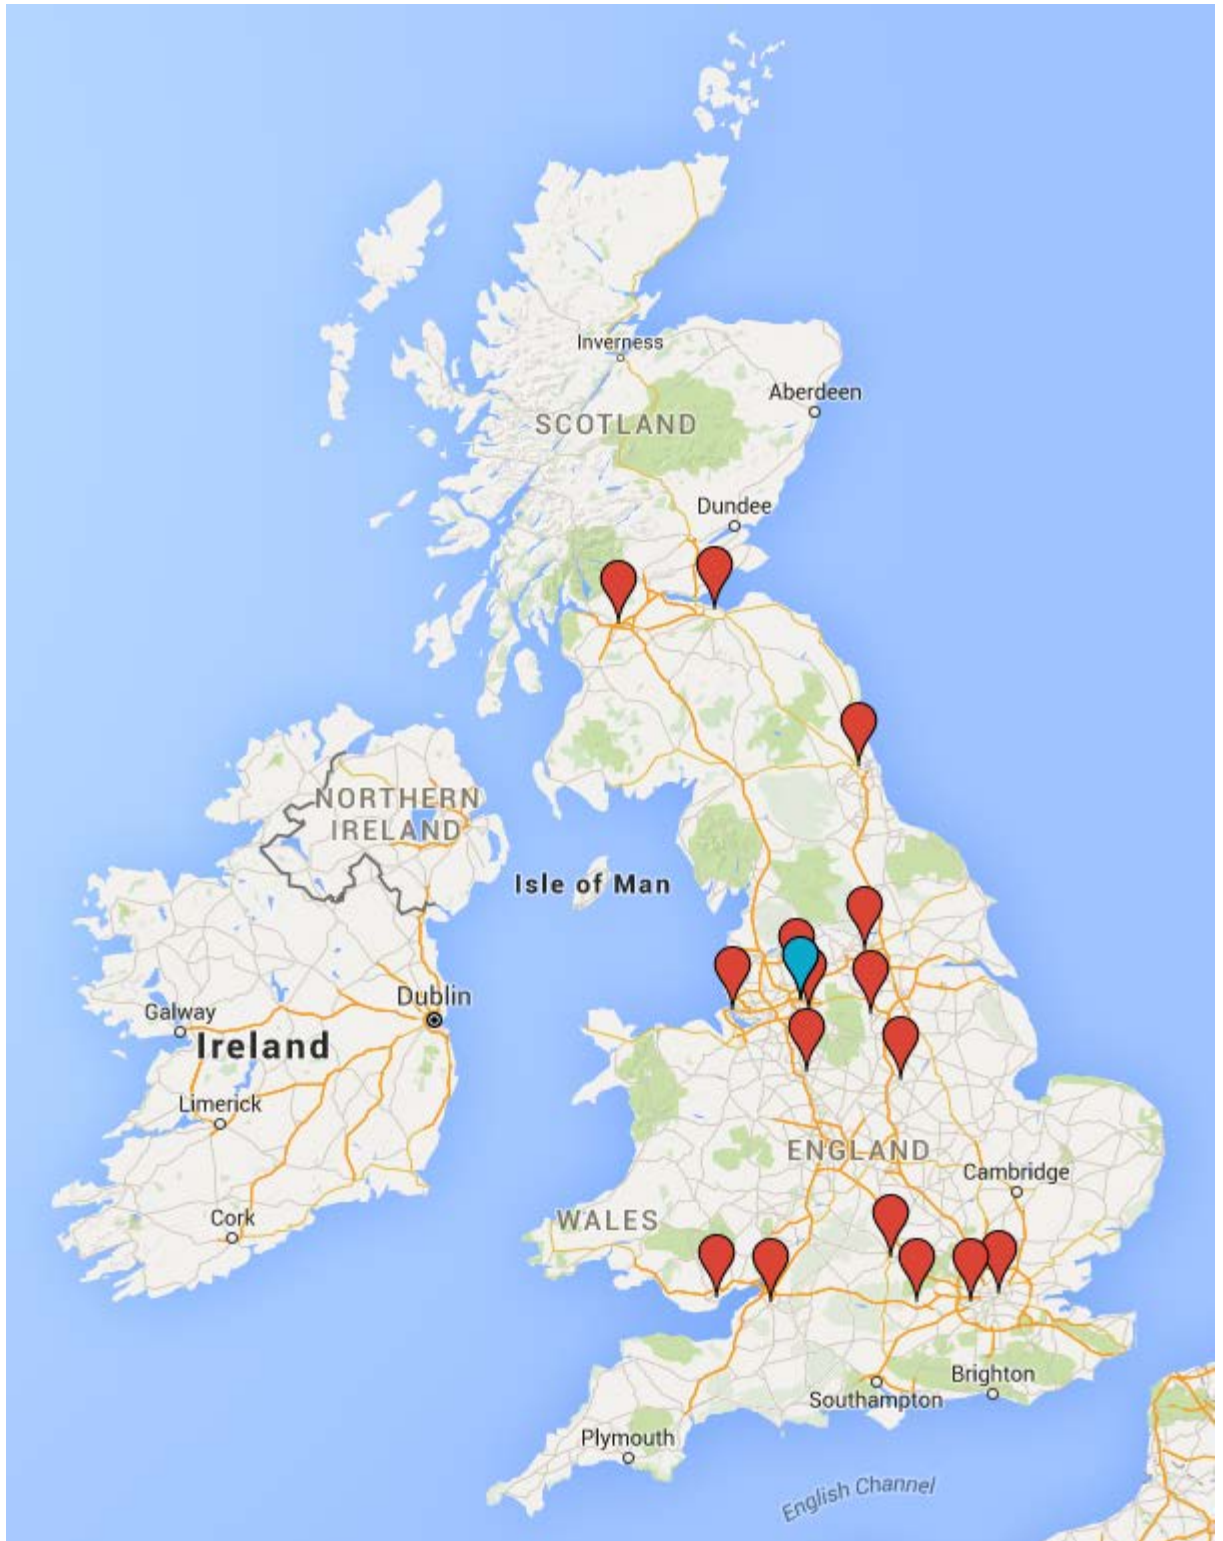 Inverness
Aberdeen
SCOTLAND
Dundee
NORTHERN
IRELAND
Isle of Man
Dublin
Galway
Ireland
Limerick
ENGLAND
Cambridge
Cork
WALES
Brighton
Southampton
Plymouth
English Channel